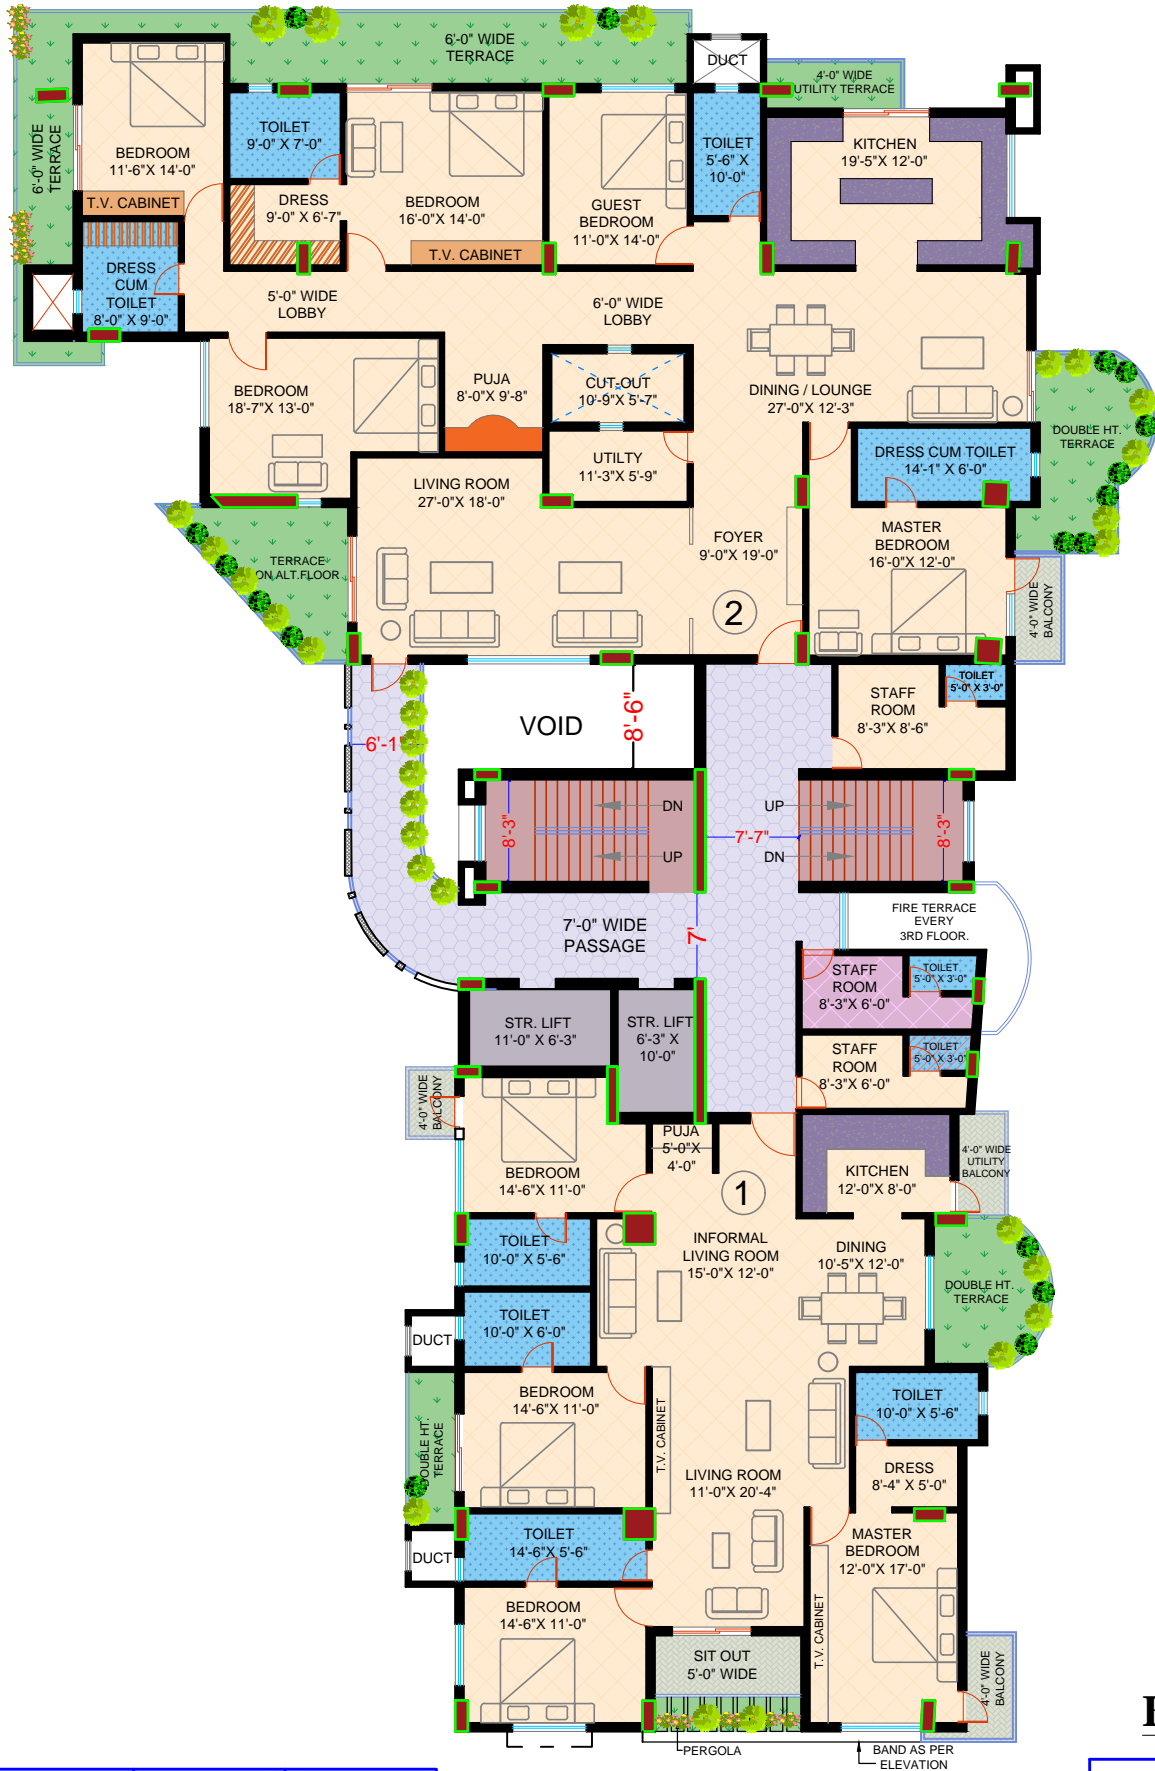 6'-0" WIDE
TERRACE
DUCT
4'-0" WIDE
UTILITY TERRACE
6'-0" WIDE
TERRACE
BEDROOM
11'-6"X 14'-0"
T.V. CABINET
TOILET
9'-0"X 7'-0"
DRESS
9'-0"X 6'-7"
BEDROOM
16'-0"X 14'-0"
T.V. CABINET
GUEST
BEDROOM
11'-0"X 14'-0"
TOILET
5'-6" X
10'-0"
KITCHEN
19'-5"X 12'-0"
DRESS
CUM
TOILET
8'-0"X 9'-0"
5'-0" WIDE
LOBBY
6'-0" WIDE
LOBBY
BEDROOM
18'-7"X 13'-0"
PUJA
8'-0"X 9'-8"
CUT-OUT
10'-9"X 5'-7"
DINING / LOUNGE
27'-0"X 12'-3"
DOUBLE HT.
TERRACE
UTILTY
11'-3"X 5'-9"
DRESS CUM TOILET
14'-1"X 6'-0"
LIVING ROOM
27'-0"X 18'-0"
FOYER
9'-0"X 19'-0"
2
MASTER
BEDROOM
16'-0"X 12'-0"
4'-0" WIDE
BALCONY
TERRACE
ON ALT.FLOOR
STAFF
ROOM
8'-3"X 8'-6"
TOILET
5'-0"X 3'-0"
VOID
8'-6"
6'-1"
8'-3"
DN
UP
7'-7"
UP
DN
8'-3"
7'-0" WIDE
PASSAGE
7'
FIRE TERRACE
EVERY
3RD FLOOR.
STAFF
ROOM
8'-3"X 6'-0"
TOILET
5'-0"X 3'-0"
STR. LIFT
11'-0"X 6'-3"
STR. LIFT
6'-3" X
10'-0"
STAFF
ROOM
8'-3"X 6'-0"
TOILET
5'-0"X 3'-0"
4'-0" WIDE
BALCONY
BEDROOM
14'-6"X 11'-0"
PUJA
5'-0"X
4'-0"
1
KITCHEN
12'-0"X 8'-0"
4'-0" WIDE
UTILITY
BALCONY
TOILET
10'-0" X 5'-6"
INFORMAL
LIVING ROOM
15'-0"X 12'-0"
DINING
10'-5"X 12'-0"
DOUBLE HT.
TERRACE
DUCT
TOILET
10'-0"X 6'-0"
DOUBLE HT.
TERRACE
BEDROOM
14'-6"X 11'-0"
T.V. CABINET
TOILET
10'-0" X 5'-6"
LIVING ROOM
11'-0"X 20'-4"
DRESS
8'-4"X 5'-0"
DUCT
TOILET
14'-6"X 5'-6"
MASTER
BEDROOM
12'-0"X 17'-0"
BEDROOM
14'-6"X 11'-0"
T.V. CABINET
SIT OUT
5'-0" WIDE
4'-0" WIDE
BALCONY
PERGOLA
BAND AS PER
ELEVATION